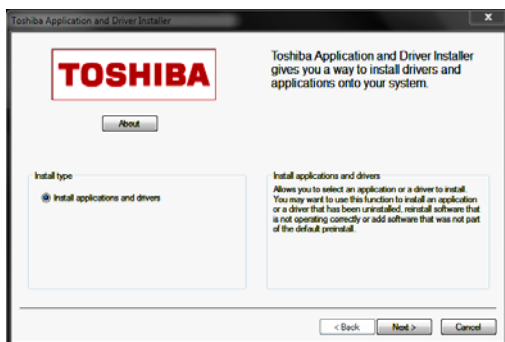 Toshiba Application and Driver Installer
x
TOSHIBA
Toshiba Application and Driver Installer
gives you a way to install drivers and
applications onto your system.
About
Install type
Install applications and drivers
Install applications and drivers
Allows you to select an application or a driver to install.
You may want to use this function to install an application
or a driver that has been uninstalled, reinstall software that
is not operating correctly or add software that was not part
of the default preinstall.
< Back
Next >
Cancel